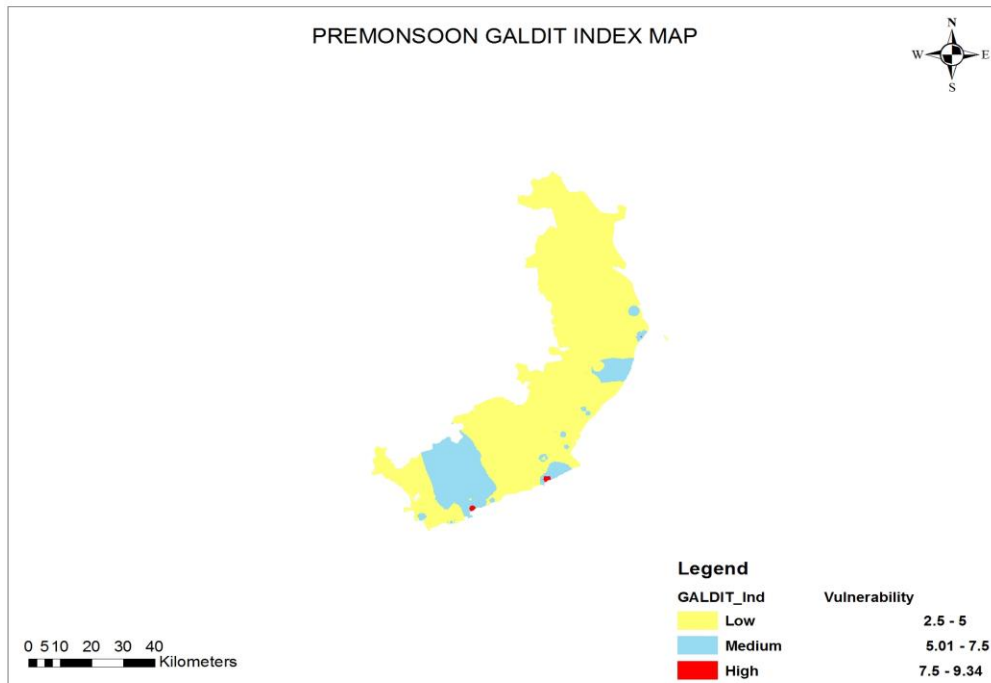 PREMONSOON GALDIT INDEX MAP
N
W E
S
Legend
GALDIT_Ind Vulnerability
Low 2.5 - 5
Medium 5.01 - 7.5
High 7.5 - 9.34
0 5 10 20 30 40
Kilometers